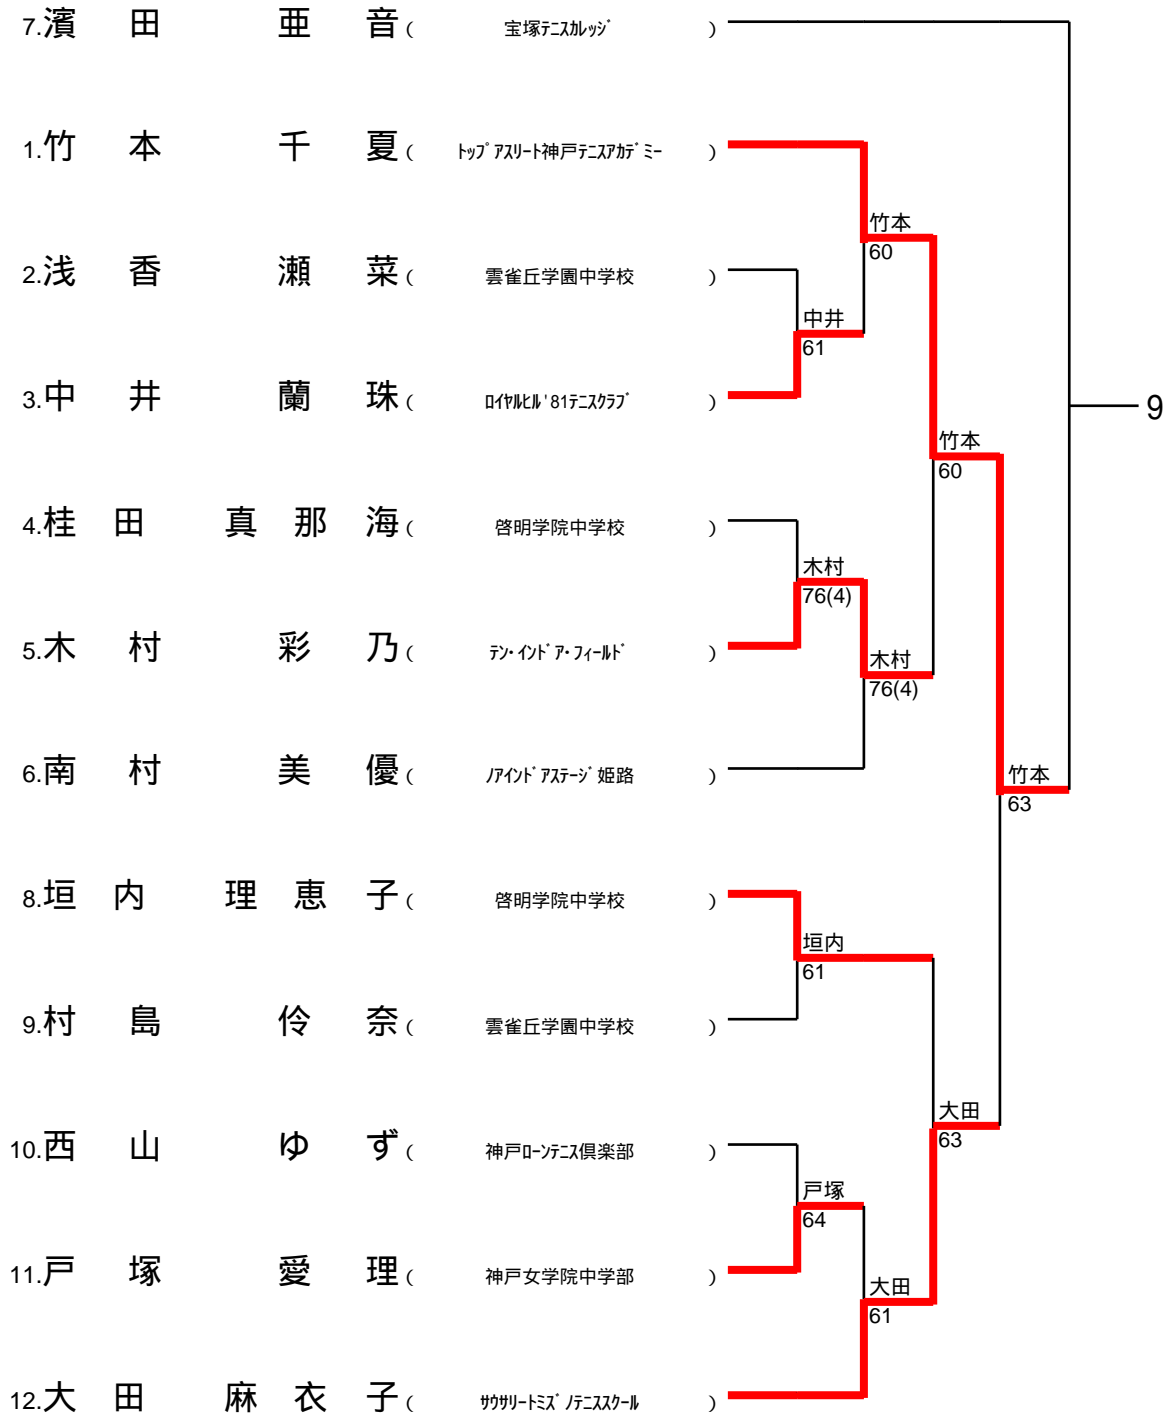 7.濱田 亜音( 宝塚ﾃﾆｽｶﾚｯｼﾞ )
1.竹本 千夏( ﾄｯﾌﾟｱｽﾘｰﾄ神戸ﾃﾆｽｱｶﾃﾞﾐｰ )
竹本
60
2.浅香 瀬菜( 雲雀丘学園中学校 )
中井
61
3.中井 蘭珠( ﾛｲﾔﾙﾋﾙ'81ﾃﾆｽｸﾗﾌﾞ )
9
竹本
60
4.桂田 真那海( 啓明学院中学校 )
木村
76(4)
5.木村 彩乃( ﾃﾝ･ｲﾝﾄﾞｱ･ﾌｨｰﾙﾄﾞ )
木村
76(4)
6.南村 美優( ﾉｱｲﾝﾄﾞｱｽﾃｰｼﾞ姫路 )
竹本
63
8.垣内 理恵子( 啓明学院中学校 )
垣内
61
9.村島 伶奈( 雲雀丘学園中学校 )
大田
63
10.西山 ゆず( 神戸ﾛｰﾝﾃﾆｽ倶楽部 )
戸塚
64
11.戸塚 愛理( 神戸女学院中学部 )
大田
61
12.大田 麻衣子( ｻｳｻﾘｰﾄﾐｽﾞﾉﾃﾆｽｽｸｰﾙ )